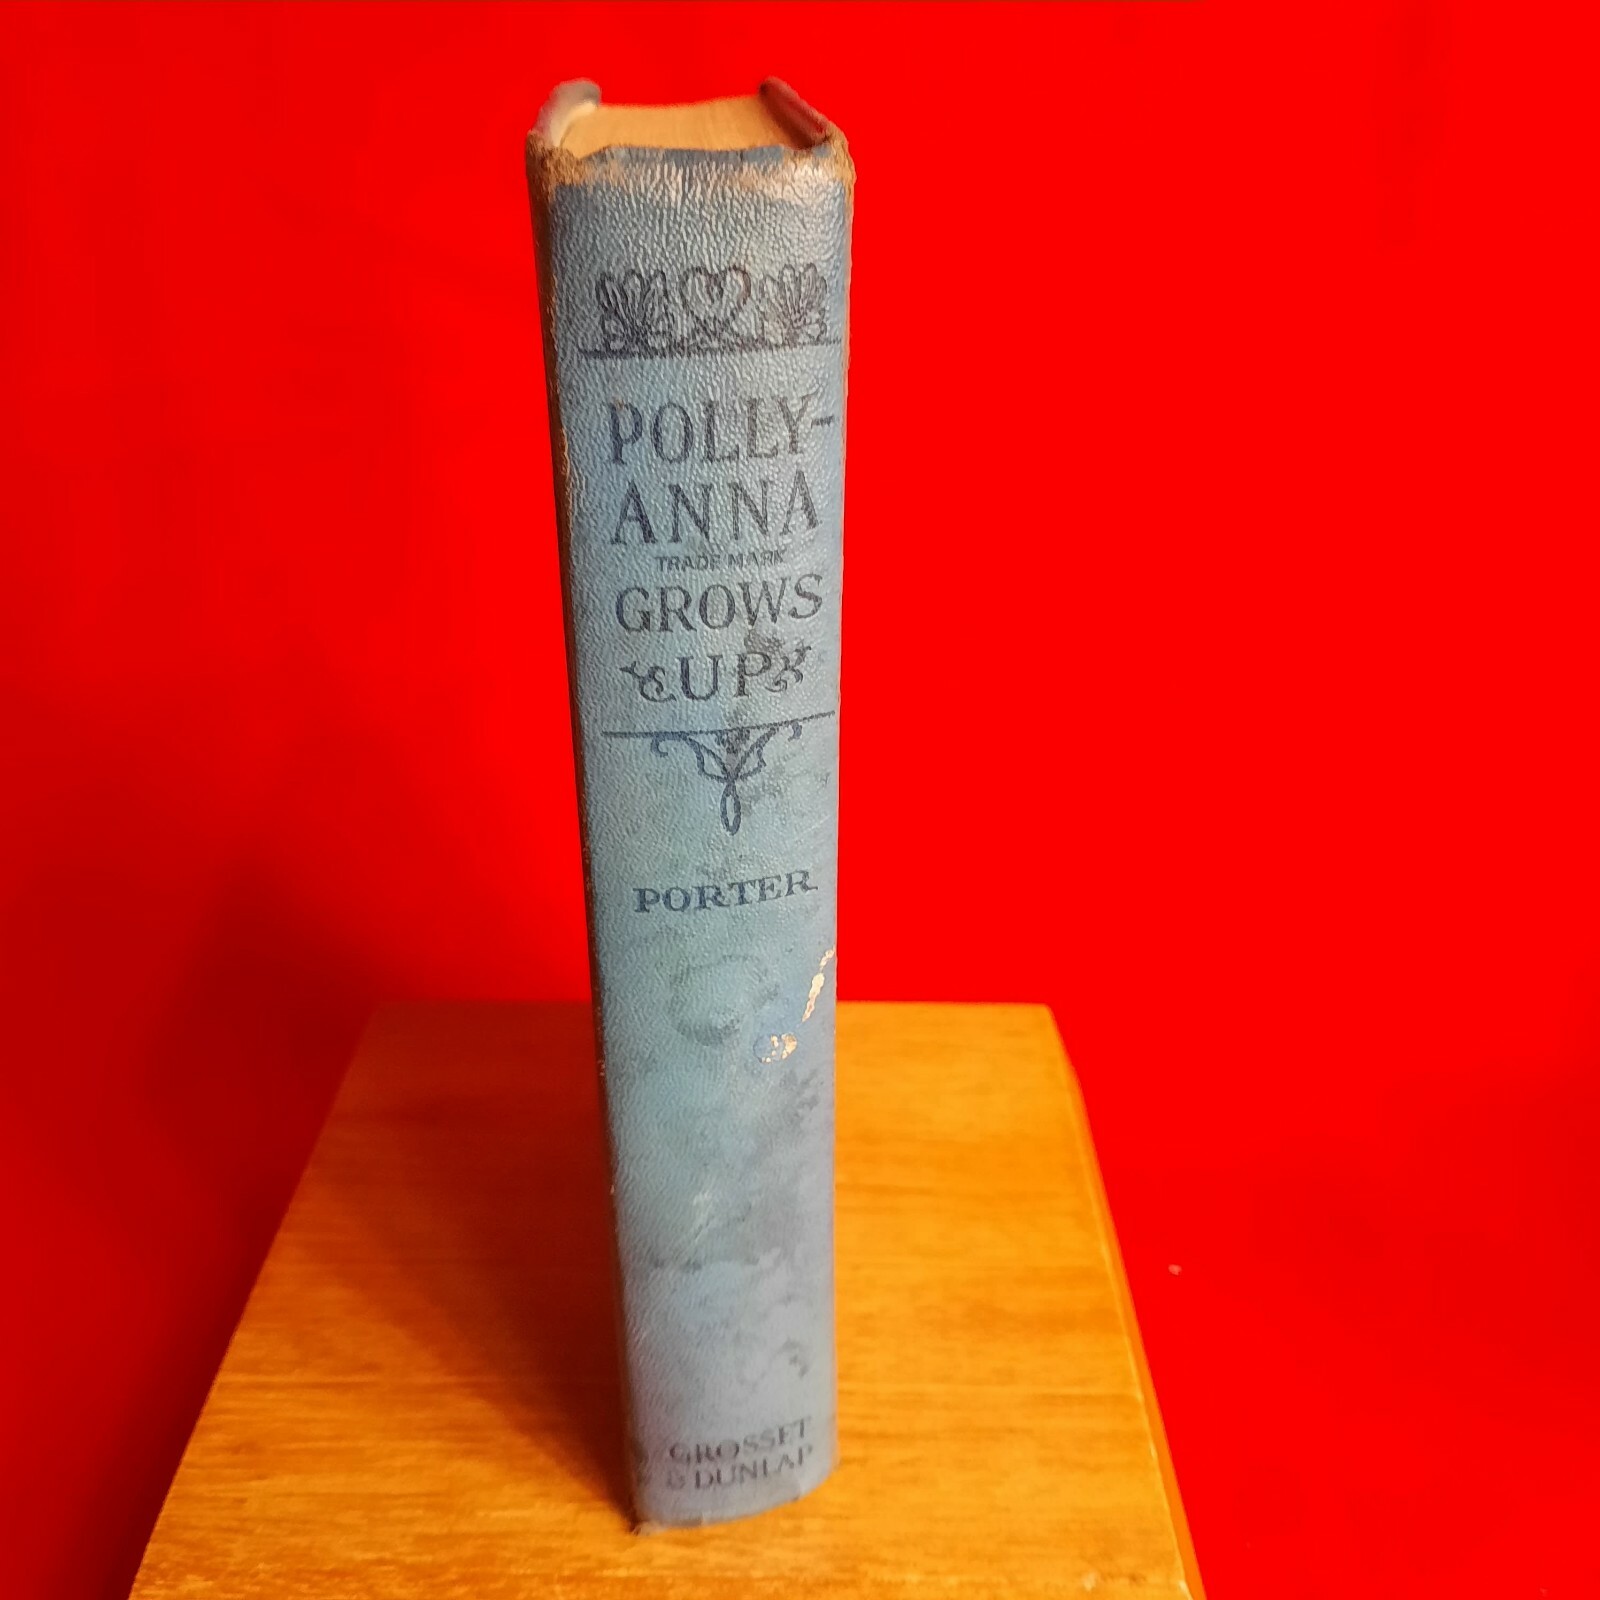 POLLY-
ANNA
TRADE MARK
GROWS
UP
PORTER
GROSSET
& DUNLAP